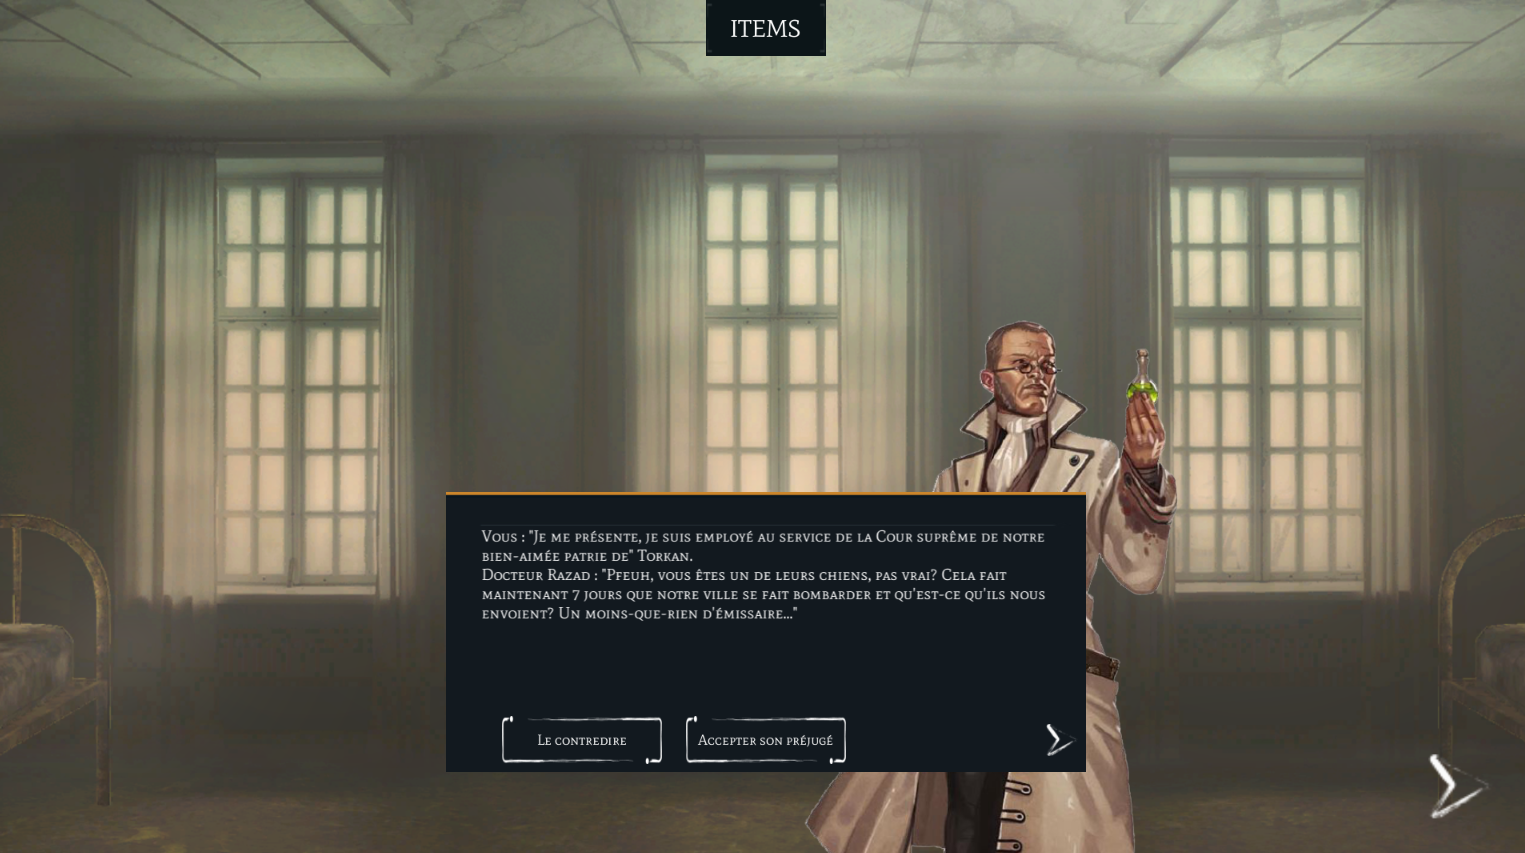 ITEMS
Vous : "Je me présente, je suis employé au service de la Cour suprême de notre
bien-aimée patrie de" Torkan.
Docteur Razad : "Pfeuh, vous êtes un de leurs chiens, pas vrai? Cela fait
maintenant 7 jours que notre ville se fait bombarder et qu'est-ce qu'ils nous
envoient? Un moins-que-rien d'émissaire..."
Le contredire
Accepter son préjugé